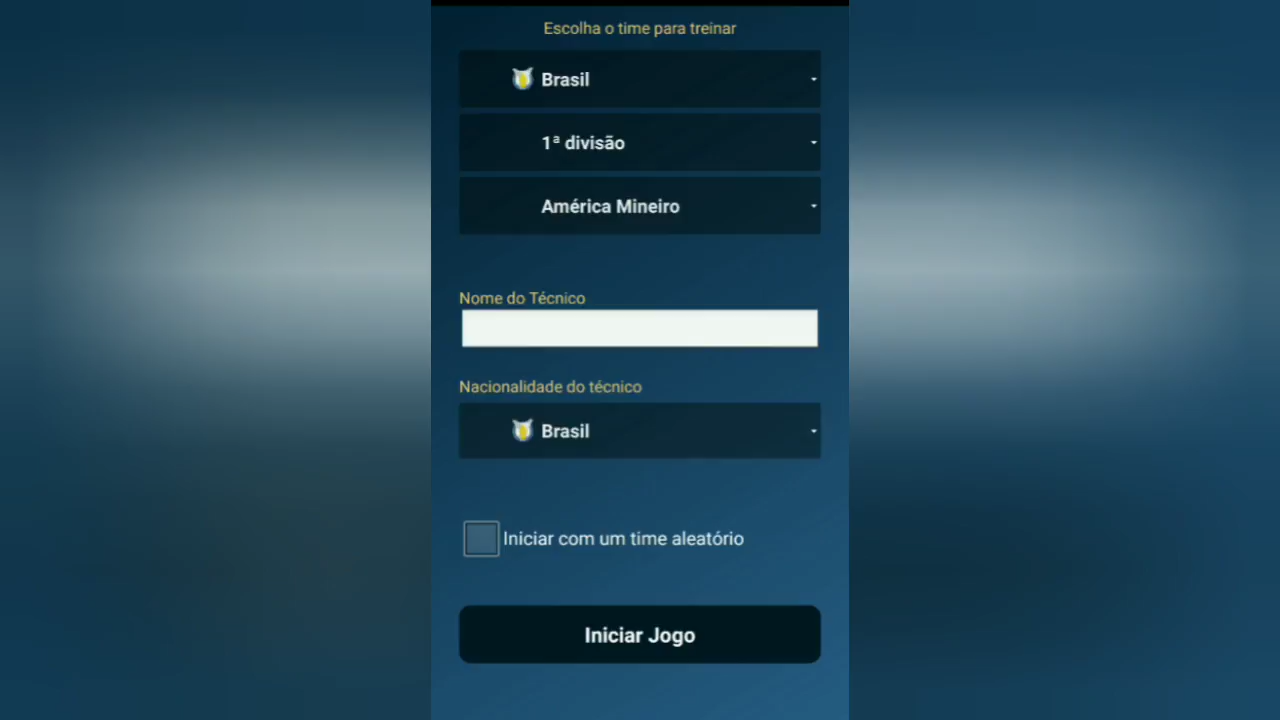 Escolha o time para treinar
Brasil
1ª divisão
América Mineiro
Nome do Técnico
Nacionalidade do técnico
Brasil
Iniciar com um time aleatório
Iniciar Jogo